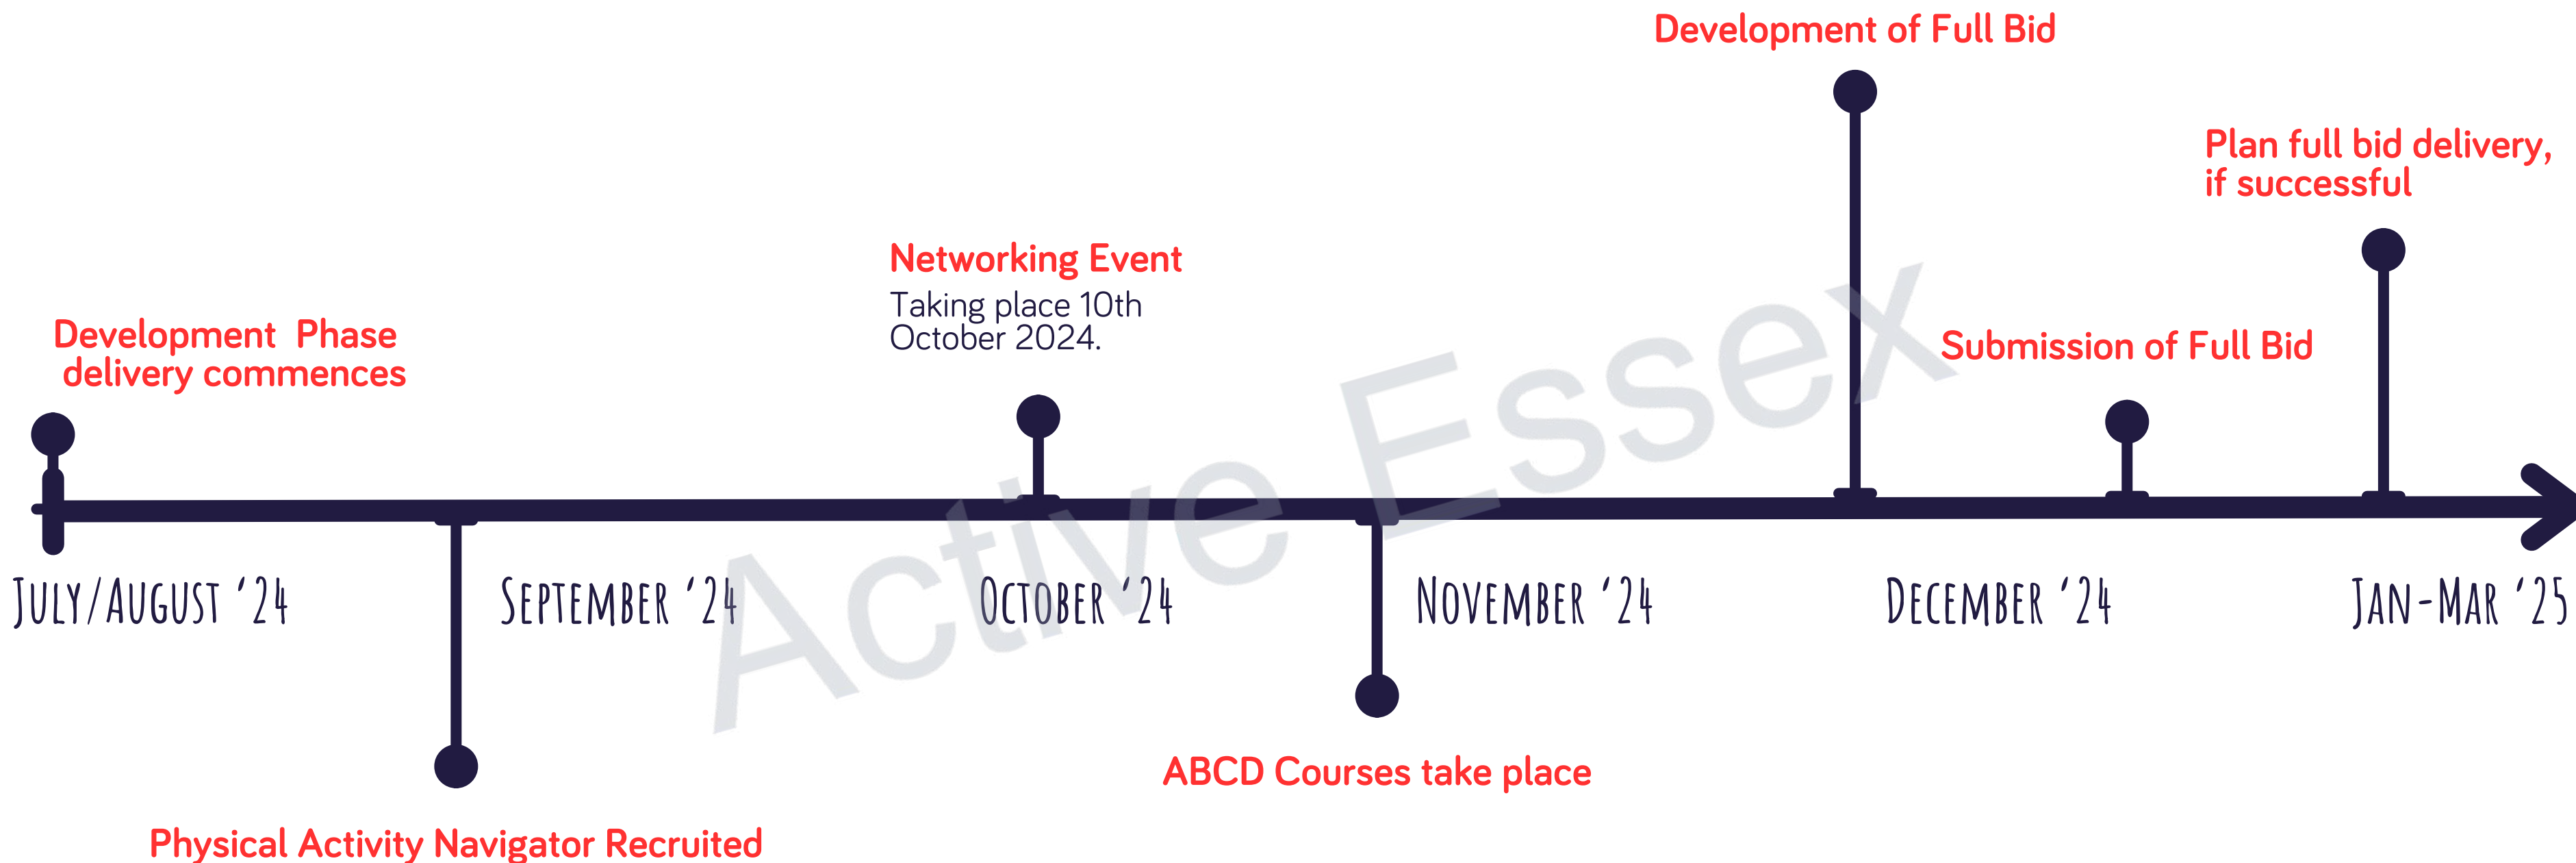 Development of Full Bid
Plan full bid delivery,
if successful
Networking Event
Taking place 10th
October 2024.
Development  Phase
delivery commences
Submission of Full Bid
Active Essex
July/August ‘24
September ‘24
October ‘24
November ‘24
December ‘24
Jan-Mar ‘25
ABCD Courses take place
Physical Activity Navigator Recruited